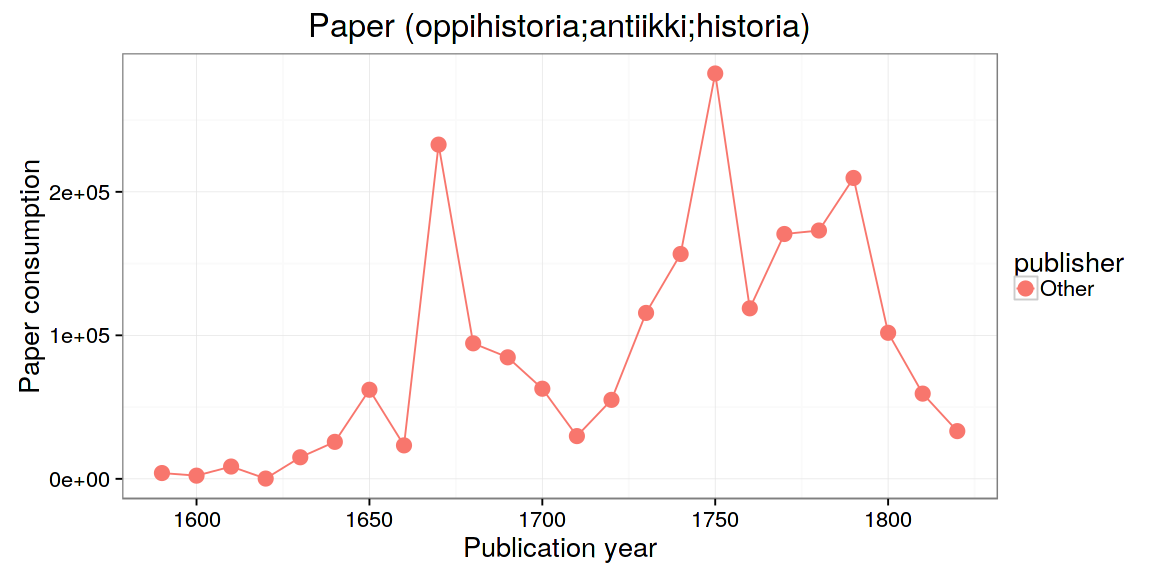 Paper (oppihistoria;antiikki;historia)
Paper consumption
2e+05
1e+05
0e+00
1600 1650 1700 1750 1800
Publication year
publisher
Other